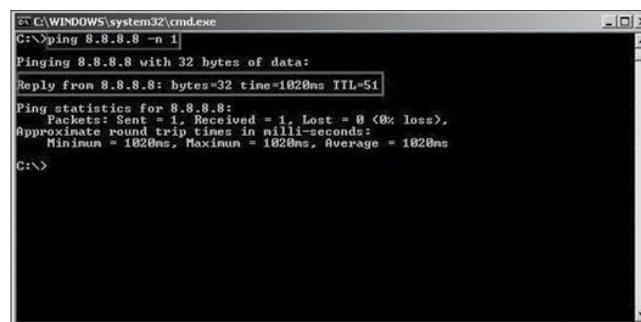 C:\WINDOWS\system32\cmd.exe
C:\>ping 8.8.8.8 -n 1
Pinging 8.8.8.8 with 32 bytes of data:
Reply from 8.8.8.8: bytes=32 time=1020ms TTL=51
Ping statistics for 8.8.8.8:
Packets: Sent = 1, Received = 1, Lost = 0 (0% loss),
Approximate round trip times in milli-seconds:
Minimum = 1020ms, Maximum = 1020ms, Average = 1020ms
C:\>